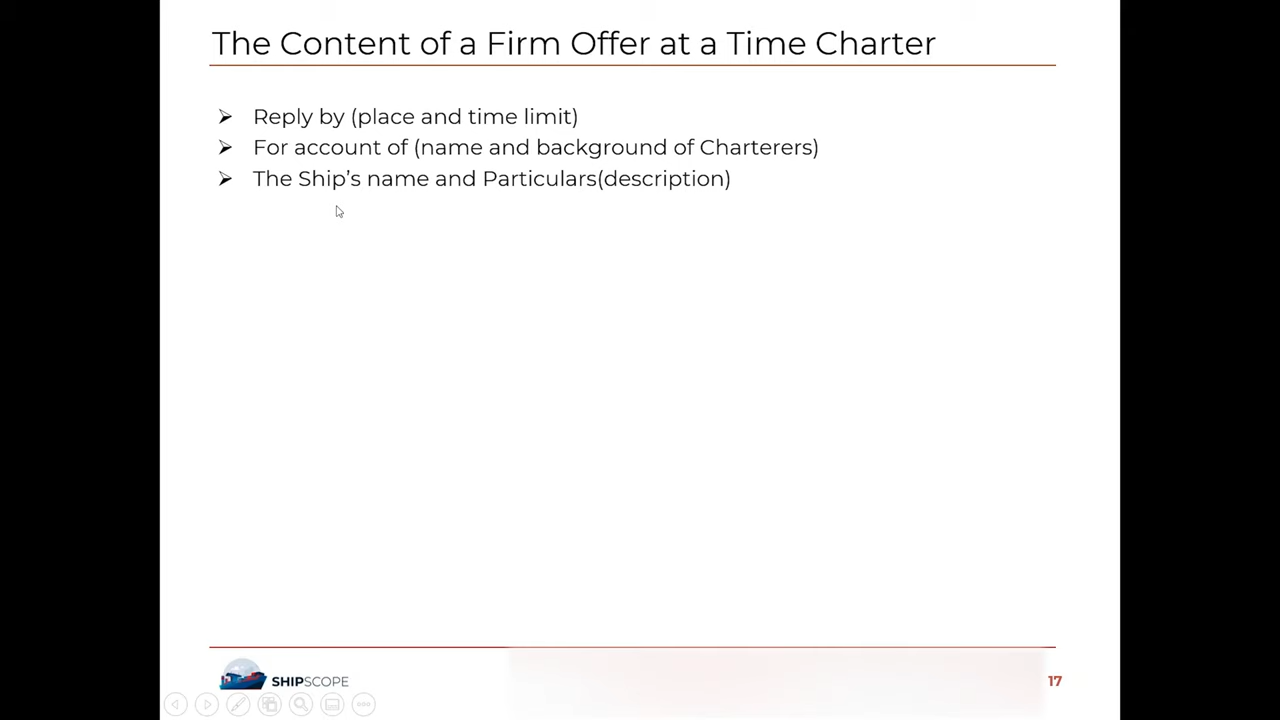 The Content of a Firm Offer at a Time Charter
Reply by (place and time limit)
For account of (name and background of Charterers)
The Ship’s name and Particulars(description)
SHIPSCOPE
17